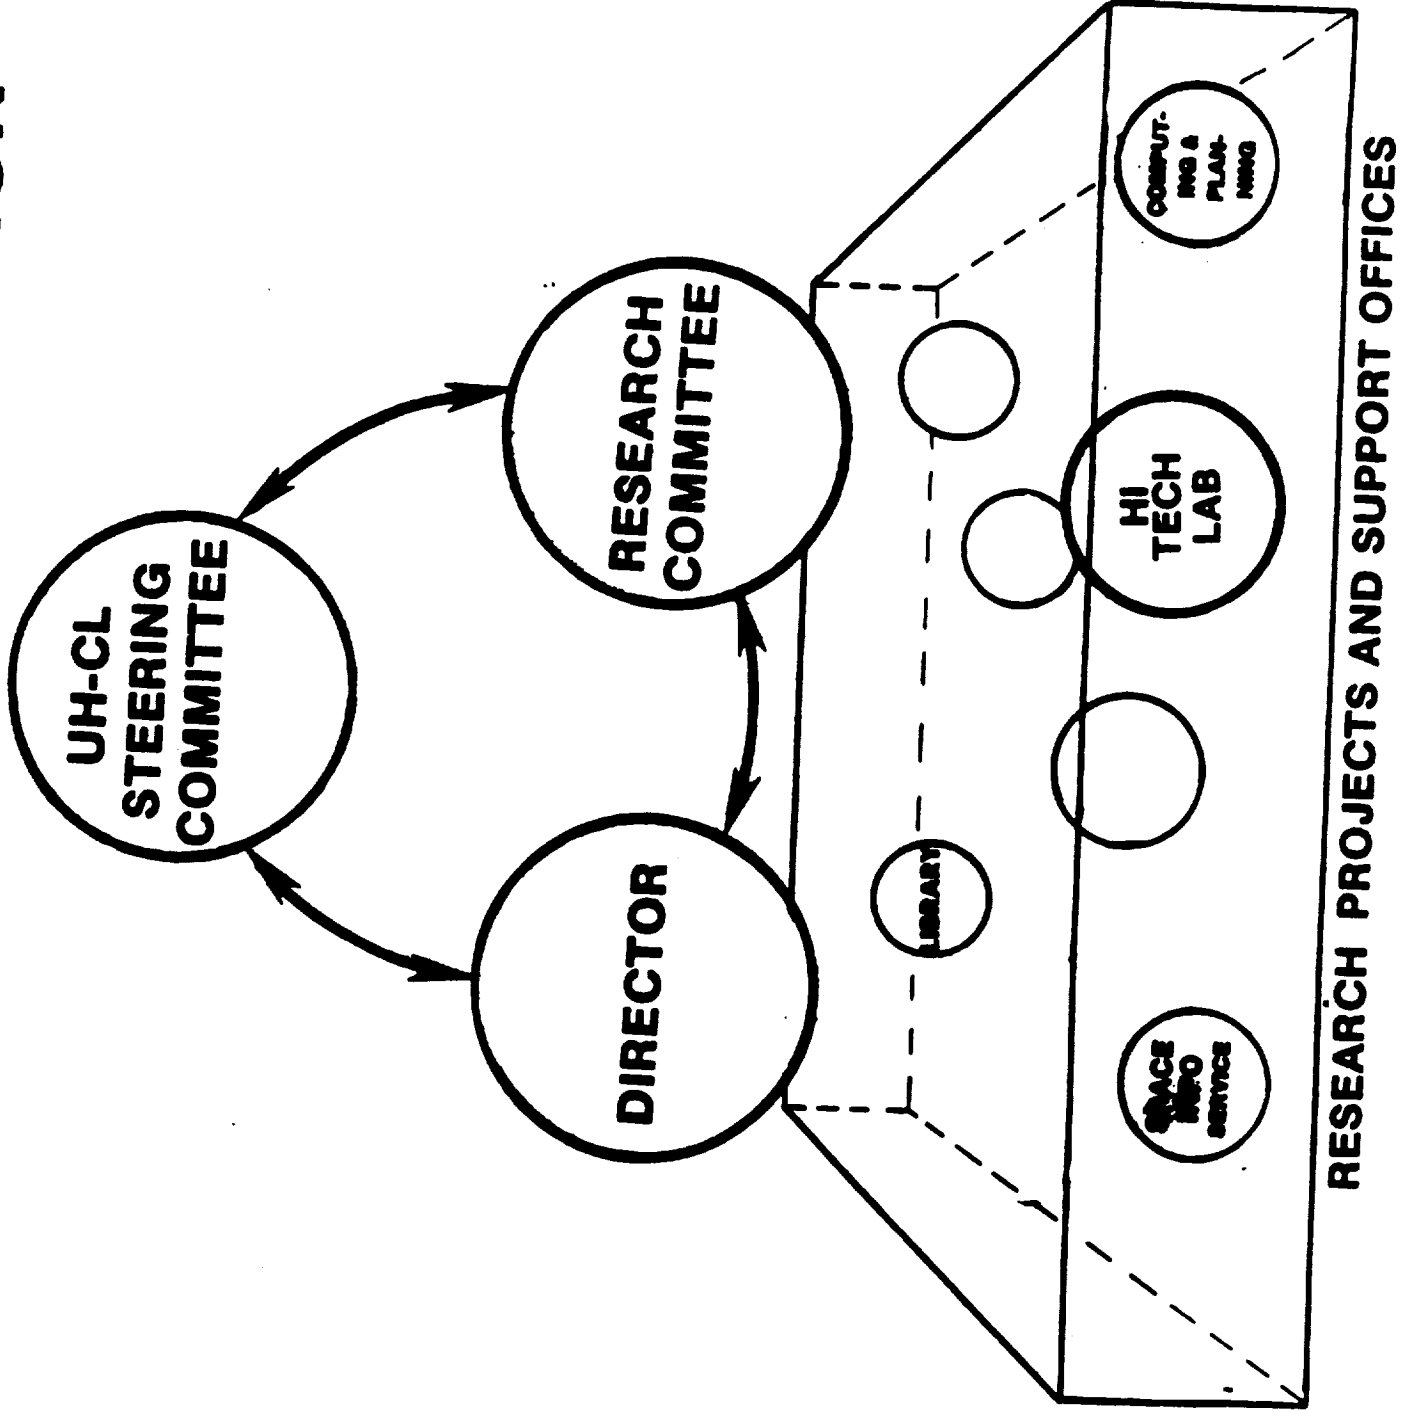 UH-CL
STEERING
COMMITTEE
DIRECTOR
RESEARCH
COMMITTEE
LIBRARY
SPACE
INFO
SERVICE
HI
TECH
LAB
COMPUT-
ING &
PLAN-
NING
RESEARCH PROJECTS AND SUPPORT OFFICES